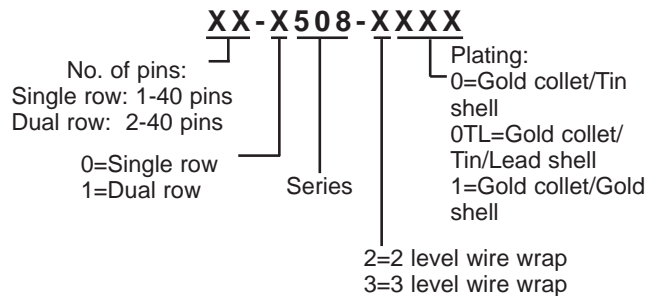 XX-X508-XXXX
No. of pins:
Single row: 1-40 pins
Dual row: 2-40 pins
0=Single row
1=Dual row
Series
Plating:
0=Gold collet/Tin
shell
0TL=Gold collet/
Tin/Lead shell
1=Gold collet/Gold
shell
2=2 level wire wrap
3=3 level wire wrap